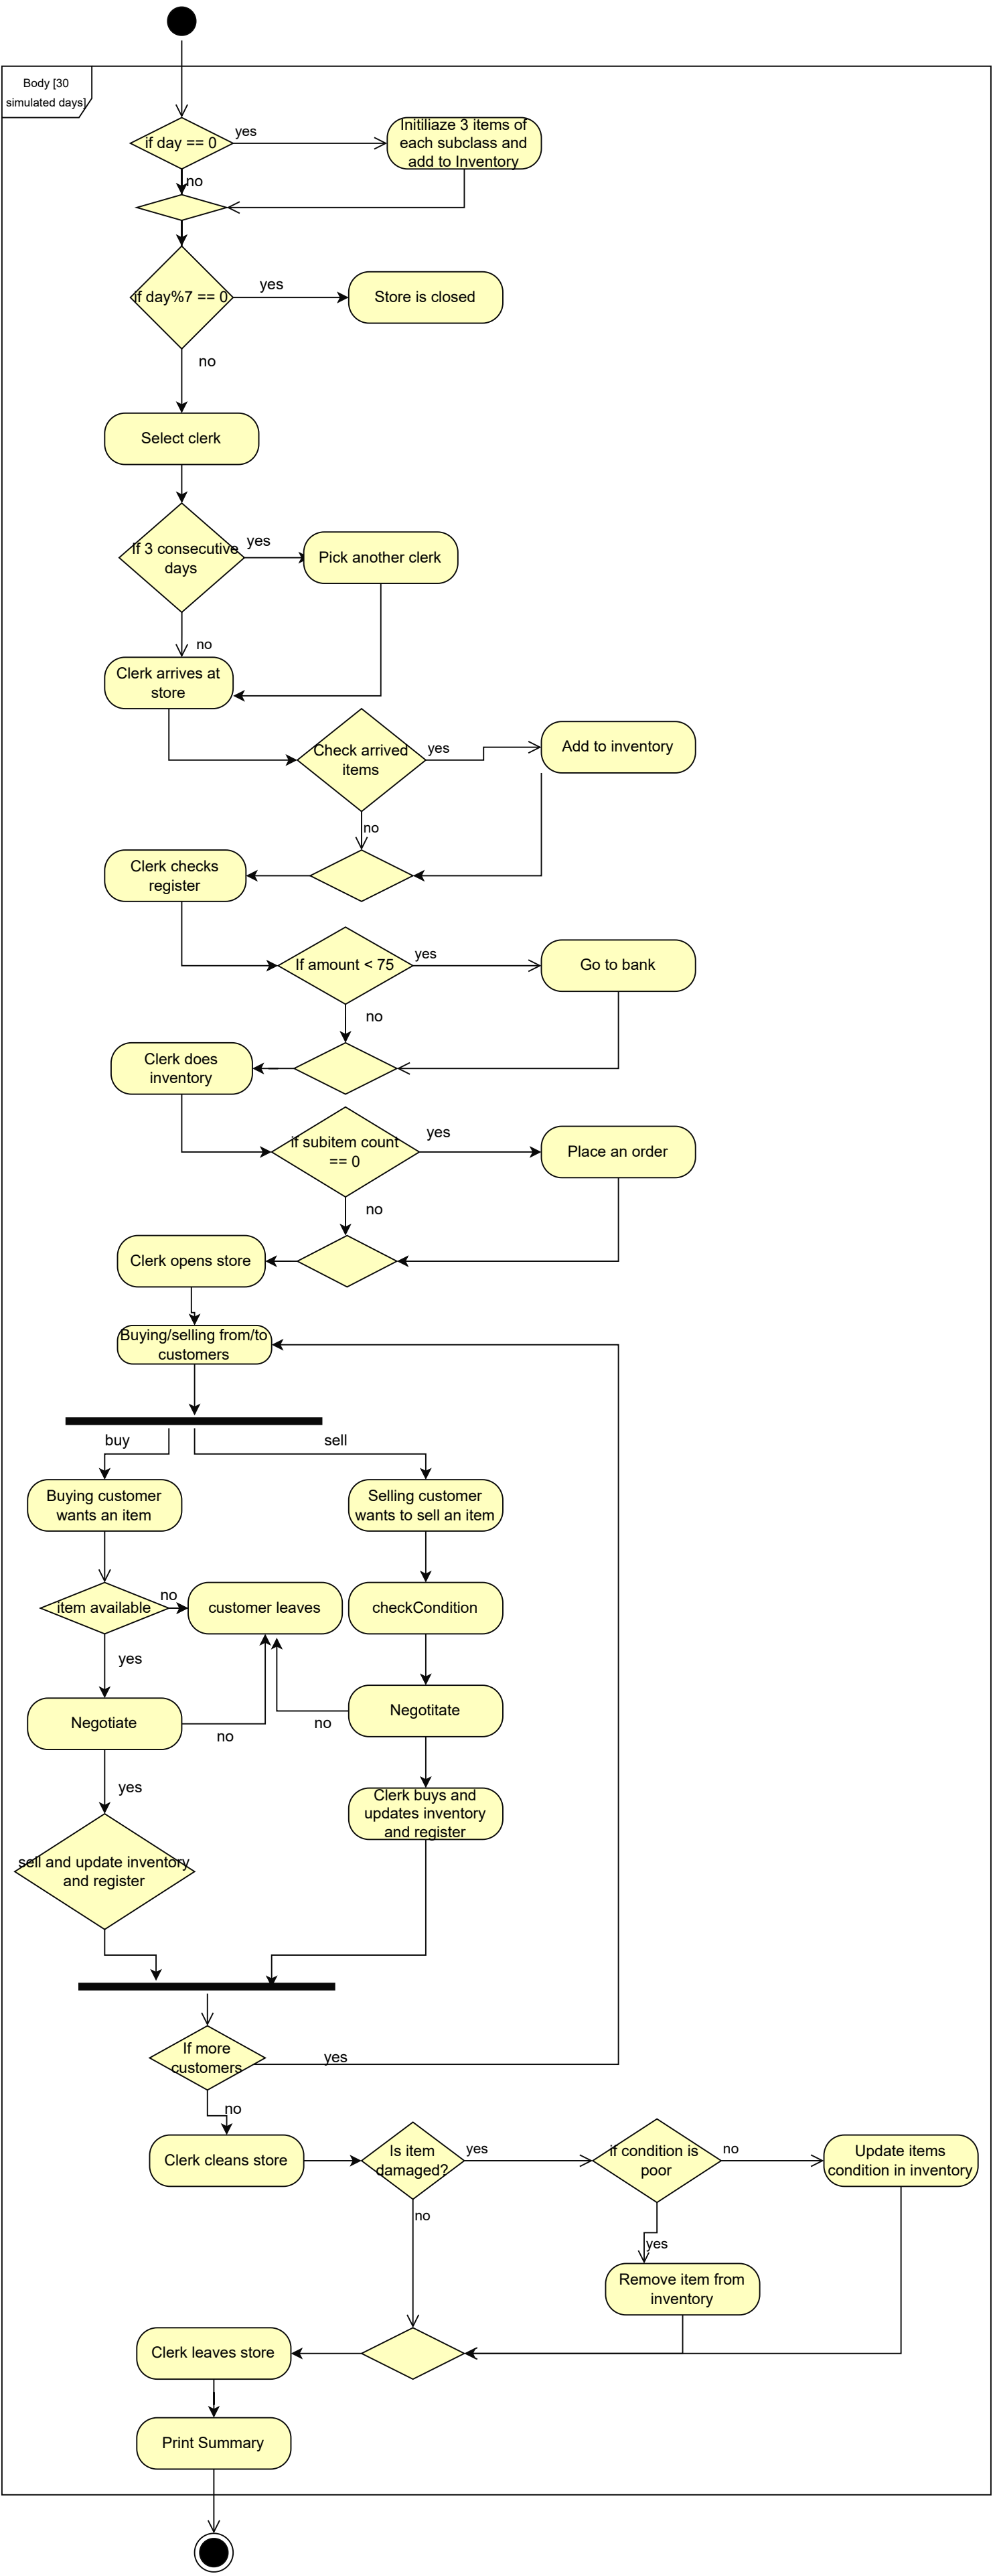 Body [30
simulated days]
if day == 0
yes
Initiliaze 3 items of
each subclass and
add to Inventory
no
if day%7 == 0
yes
Store is closed
no
Select clerk
if 3 consecutive
days
yes
Pick another clerk
no
Clerk arrives at
store
Check arrived
items
yes
Add to inventory
no
Clerk checks
register
If amount < 75
yes
Go to bank
no
Clerk does
inventory
if subitem count
== 0
yes
Place an order
no
Clerk opens store
Buying/selling from/to
customers
buy
sell
Buying customer
wants an item
Selling customer
wants to sell an item
item available
no
customer leaves
checkCondition
yes
Negotiate
no
no
Negotitate
yes
Clerk buys and
updates inventory
and register
sell and update inventory
and register
If more
customers
yes
no
Clerk cleans store
Is item
damaged?
yes
if condition is
poor
no
Update items
condition in inventory
no
yes
Remove item from
inventory
Clerk leaves store
Print Summary